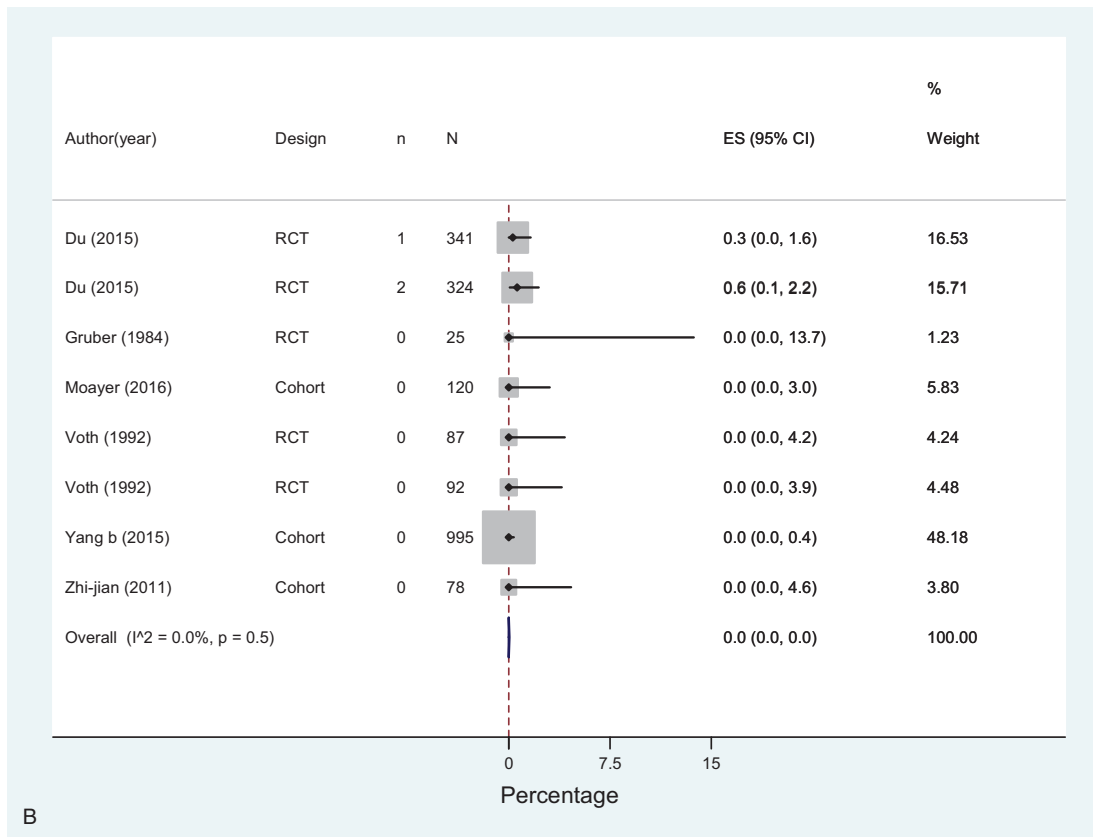 %
Author(year) Design n N ES (95% CI) Weight
Du (2015) RCT 1 341 0.3 (0.0, 1.6) 16.53
Du (2015) RCT 2 324 0.6 (0.1, 2.2) 15.71
Gruber (1984) RCT 0 25 0.0 (0.0, 13.7) 1.23
Moayer (2016) Cohort 0 120 0.0 (0.0, 3.0) 5.83
Voth (1992) RCT 0 87 0.0 (0.0, 4.2) 4.24
Voth (1992) RCT 0 92 0.0 (0.0, 3.9) 4.48
Yang b (2015) Cohort 0 995 0.0 (0.0, 0.4) 48.18
Zhi-jian (2011) Cohort 0 78 0.0 (0.0, 4.6) 3.80
Overall (I^2 = 0.0%, p = 0.5) 0.0 (0.0, 0.0) 100.00
0 7.5 15
Percentage
B